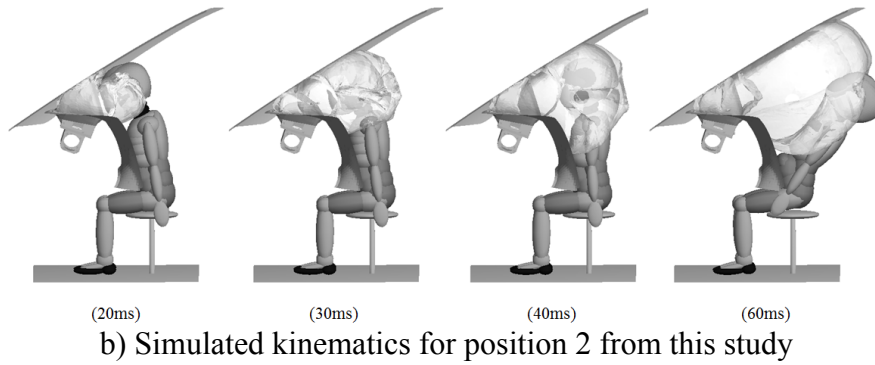 (20ms) (30ms) (40ms) (60ms)
b) Simulated kinematics for position 2 from this study